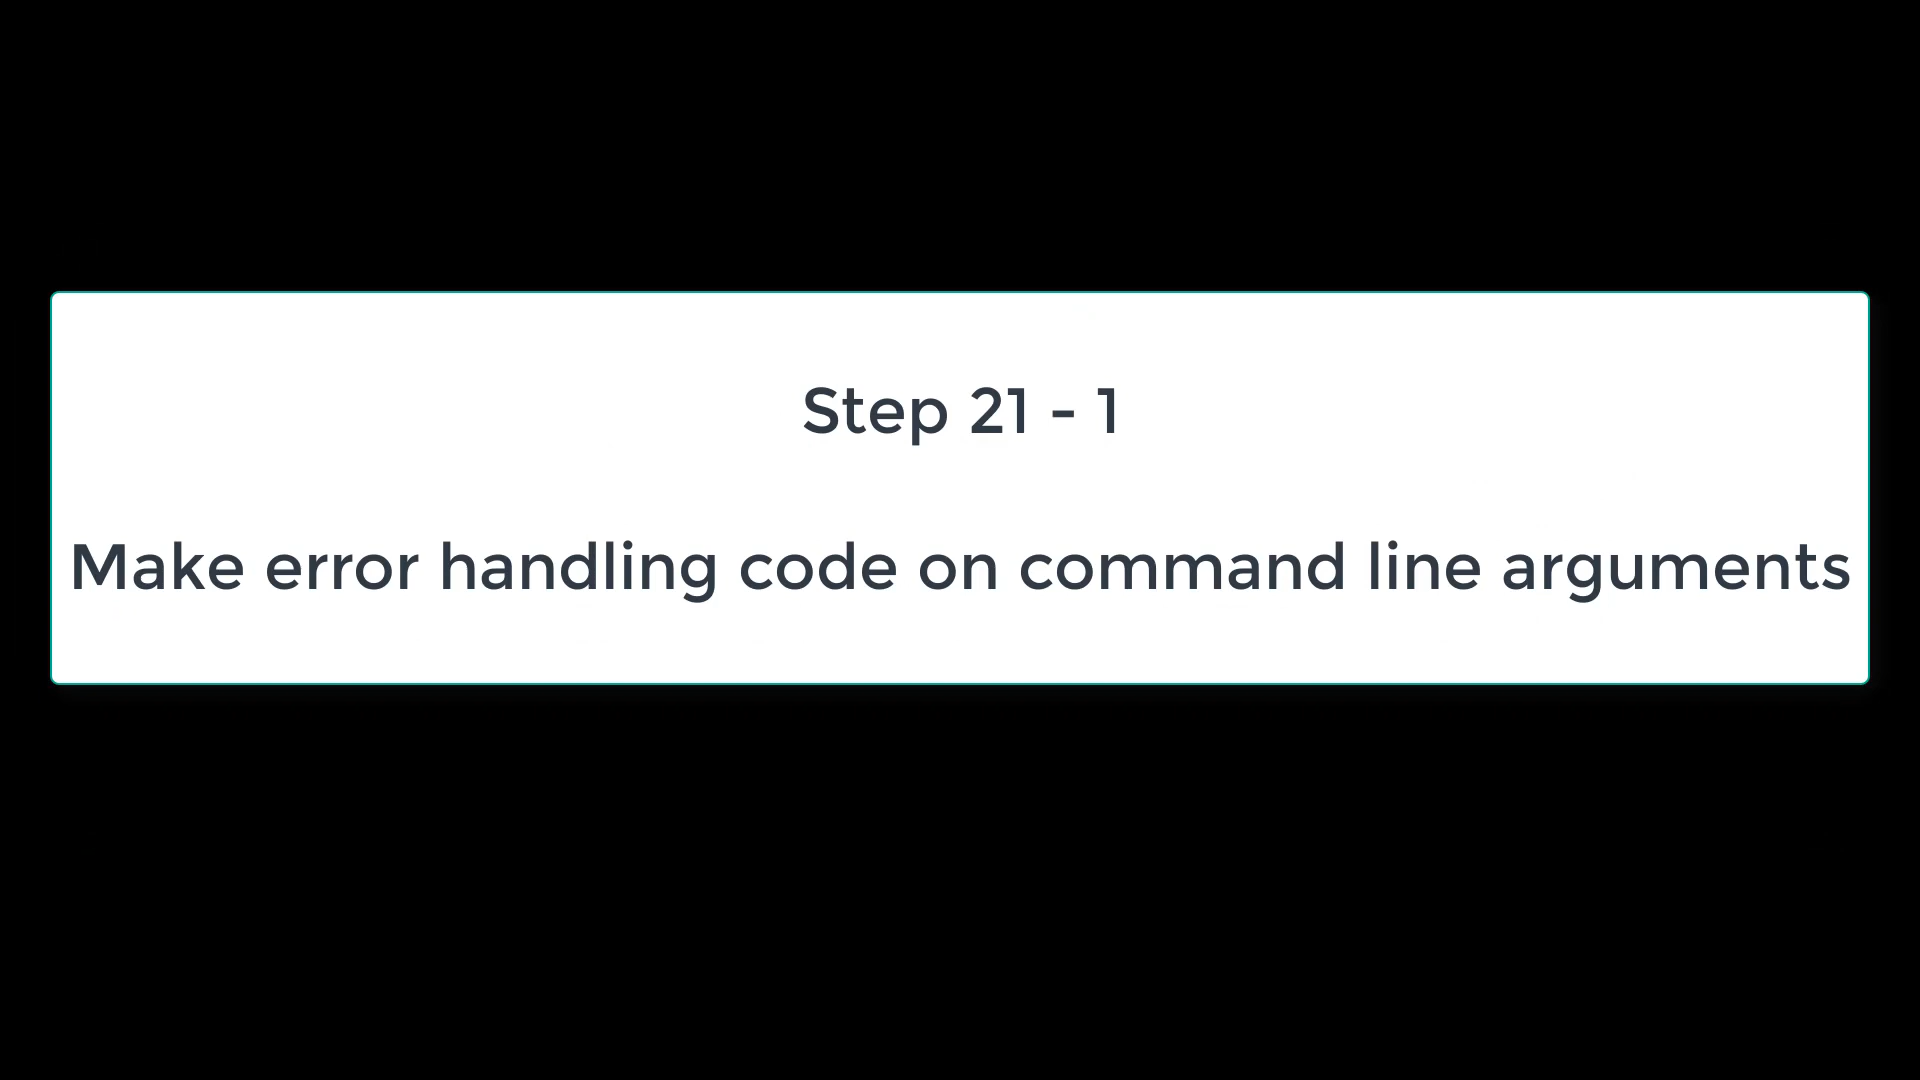 Step 21 - 1
Make error handling code on command line arguments